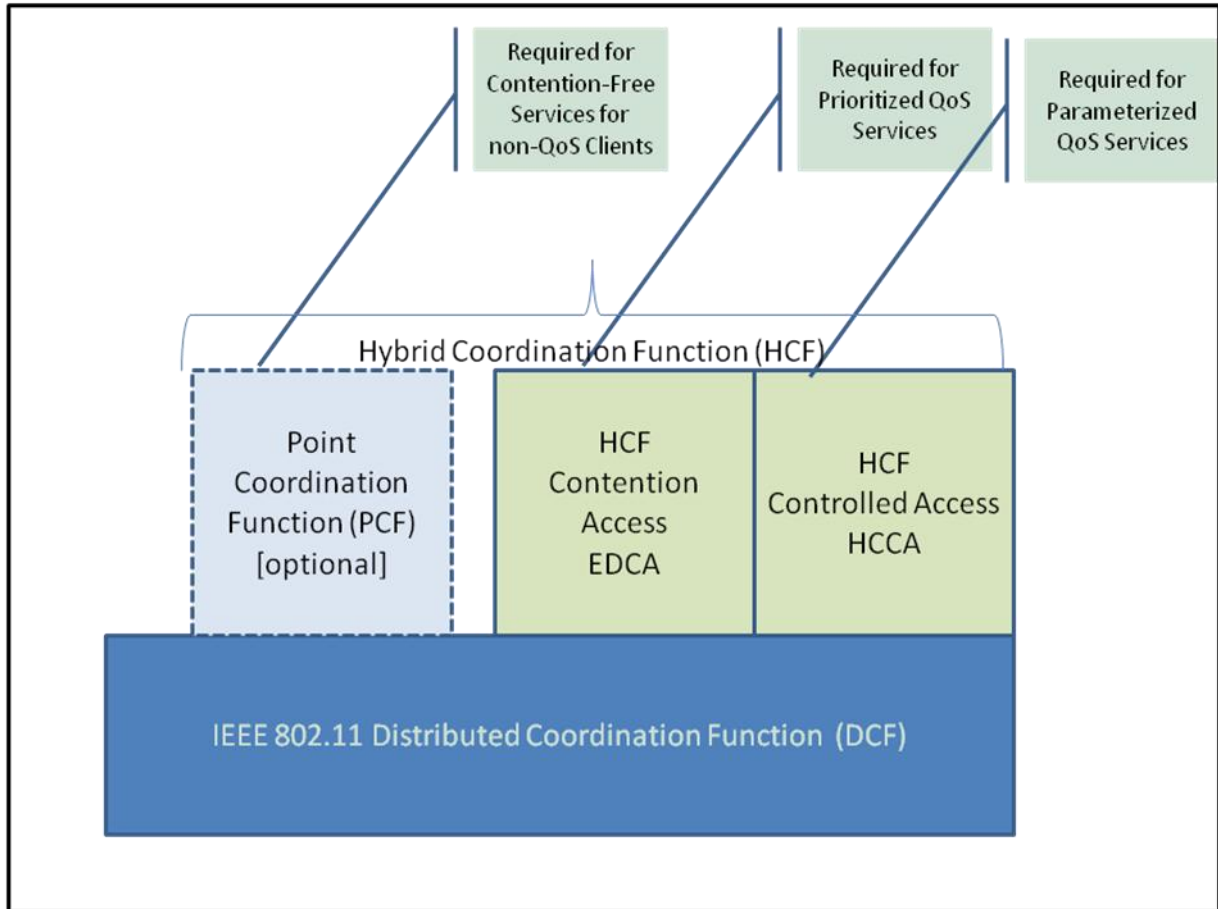 Required for
Contention-Free
Services for
non-QoS Clients
Required for
Prioritized QoS
Services
Required for
Parameterized
QoS Services
Hybrid Coordination Function (HCF)
Point
Coordination
Function (PCF)
[optional]
HCF
Contention
Access
EDCA
HCF
Controlled Access
HCCA
IEEE 802.11 Distributed Coordination Function (DCF)